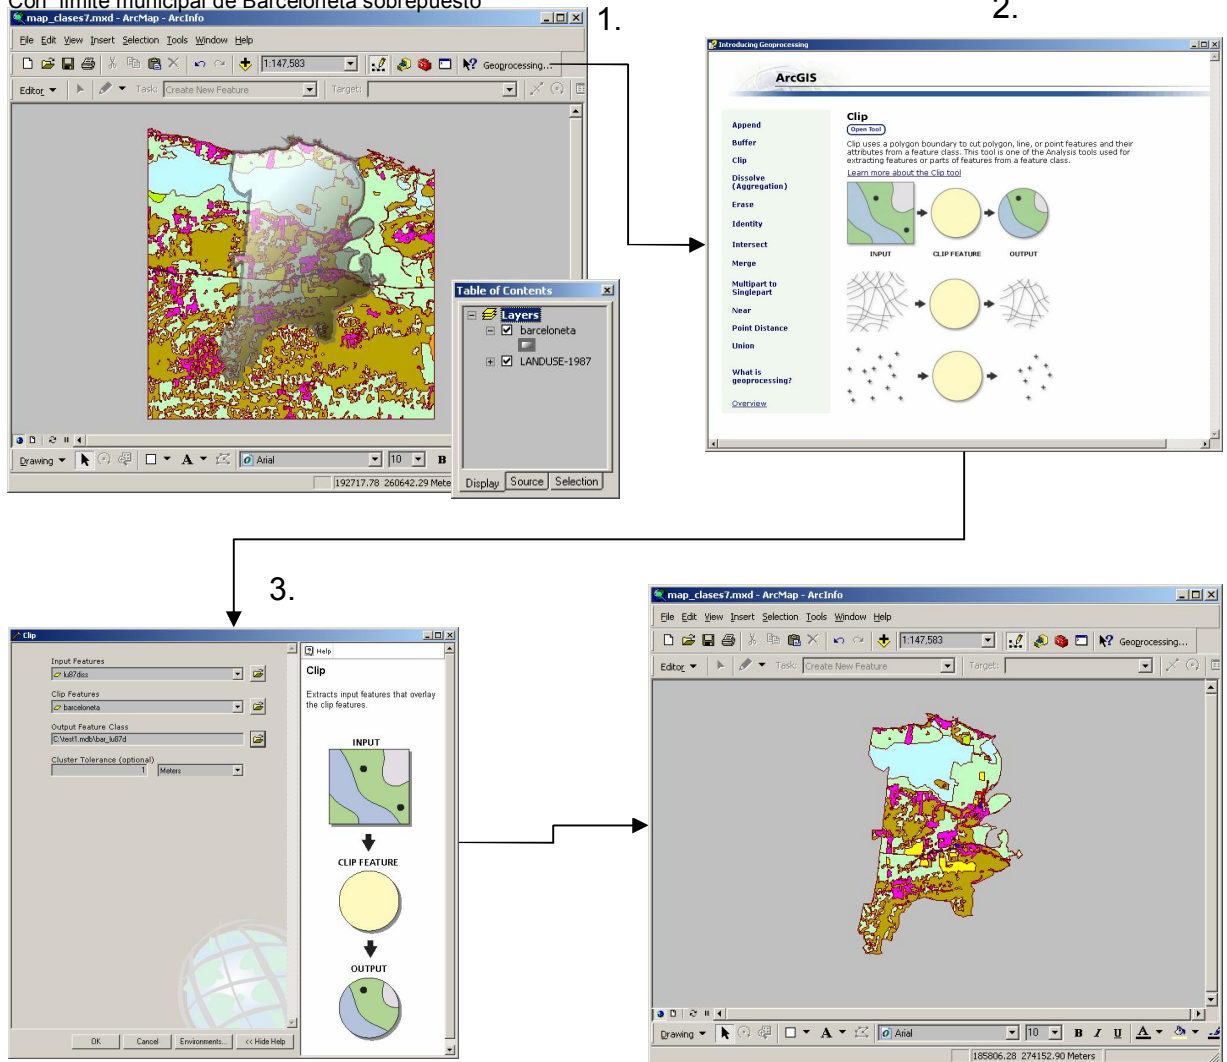 Con límite municipal de Barceloneta sobrepuesto
1.
2.
map_clases7.mxd - ArcMap - ArcInfo
File Edit View Insert Selection Tools Window Help
1:147,583
Geoprocessing...
Editor
Task: Create New Feature
Target:
Table of Contents
Layers
barceloneta
LANDUSE-1987
Display Source Selection
Drawing
A
Arial
10
B
192717.78 260642.29 Mete
Introducing Geoprocessing
ArcGIS
Append
Buffer
Clip
Dissolve
(Aggregation)
Erase
Identity
Intersect
Merge
Multipart to
Singlepart
Near
Point Distance
Union
What is
geoprocessing?
Overview
Clip
Open Tool
Clip uses a polygon boundary to cut polygon, line, or point features and their
attributes from a feature class. This tool is one of the Analysis tools used for
extracting features or parts of features from a feature class.
Learn more about the Clip tool
INPUT CLIP FEATURE OUTPUT
3.
Clip
Input Features
lu87diss
Clip Features
barceloneta
Output Feature Class
C:\test1.mdb\bar_lu87d
Cluster Tolerance (optional)
1 Meters
OK Cancel Environments... << Hide Help
Help
Clip
Extracts input features that overlay
the clip features.
INPUT
CLIP FEATURE
OUTPUT
map_clases7.mxd - ArcMap - ArcInfo
File Edit View Insert Selection Tools Window Help
1:147,583
Geoprocessing...
Editor
Task: Create New Feature
Target:
Drawing
A
Arial
10
B I U A
185806.28 274152.90 Meters